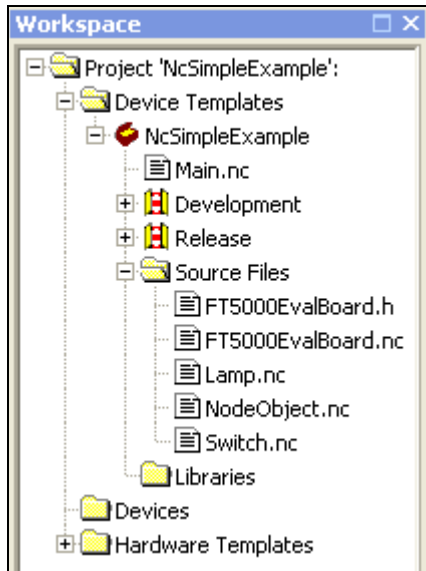 Workspace
Project 'NcSimpleExample':
Device Templates
NcSimpleExample
Main.nc
Development
Release
Source Files
FT5000EvalBoard.h
FT5000EvalBoard.nc
Lamp.nc
NodeObject.nc
Switch.nc
Libraries
Devices
Hardware Templates